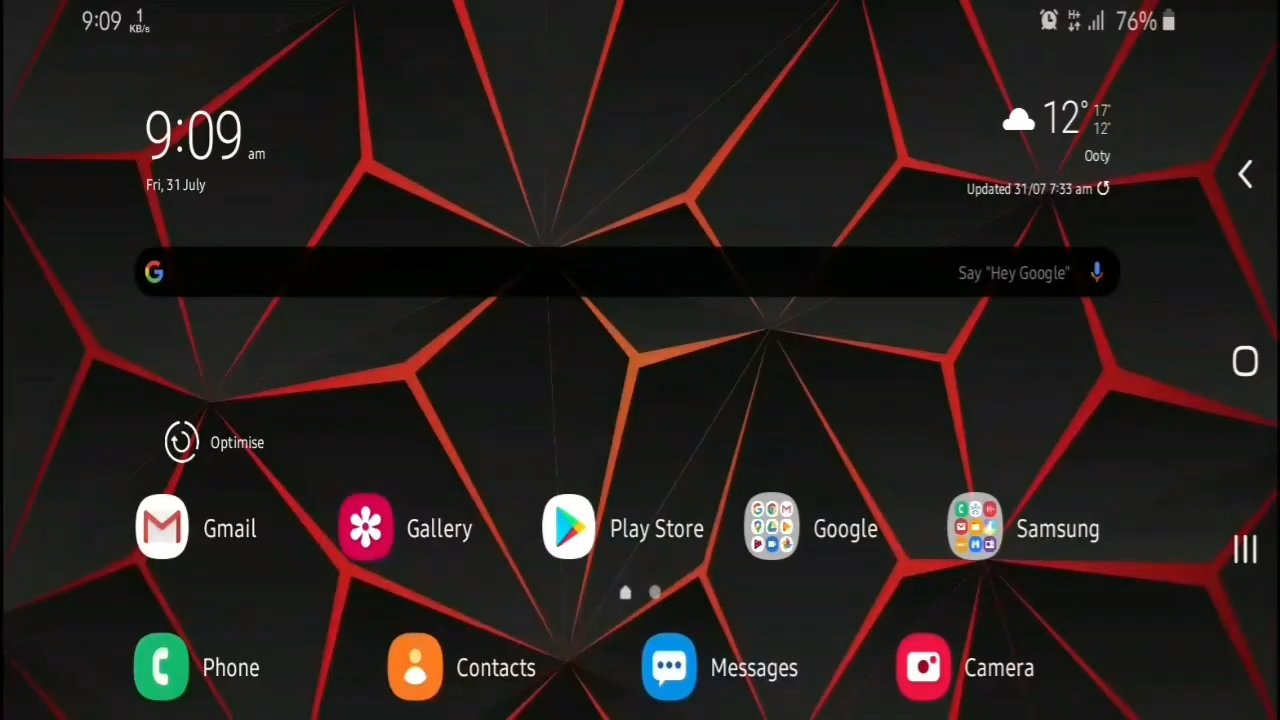 9:09 1 KB/s H+ 76%
9:09 am
Fri, 31 July
12° 17°
12°
Ooty
Updated 31/07 7:33 am
G Say "Hey Google"
Optimise
Gmail Gallery Play Store Google Samsung
Phone Contacts Messages Camera